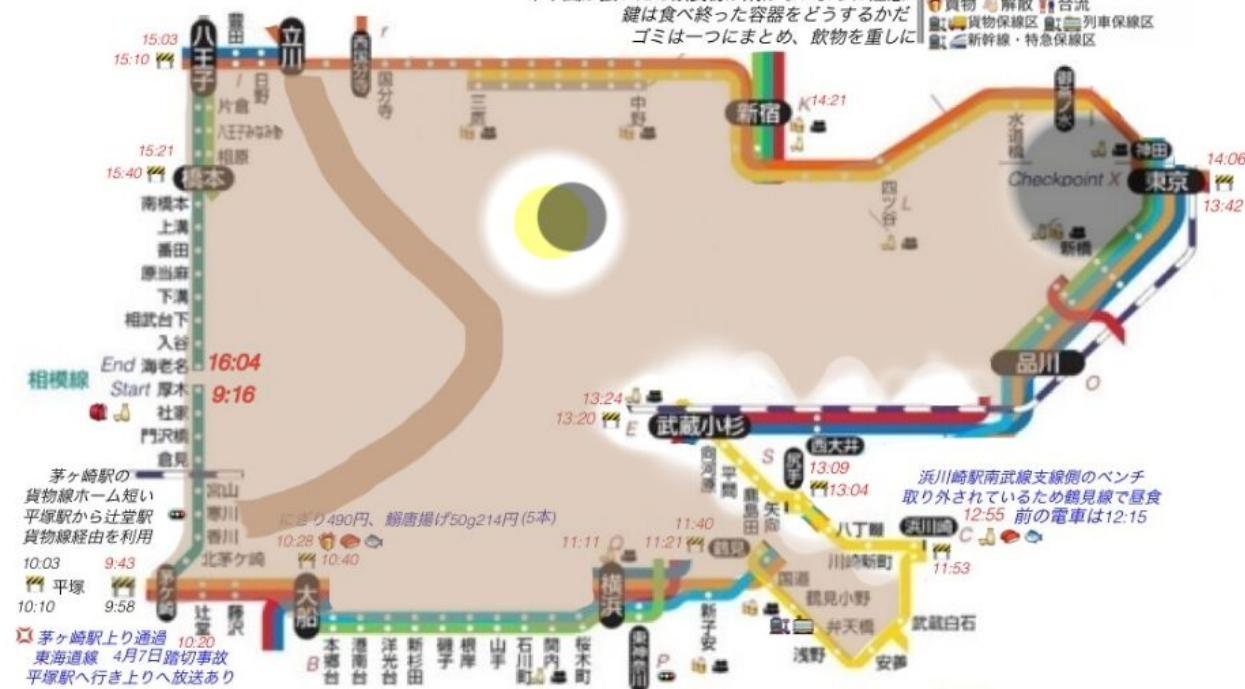 鍵は食べ終った容器をどうするかだ
ゴミは一つにまとめ、飲物を重しに
貨物 解散 合流
貨物保線区 列車保線区
新幹線・特急保線区
15:03
15:10
八王子
豊田
日野
立川
西国分寺
国分寺
r
三鷹
中野
新宿
K 14:21
四ツ谷
L
水道橋
御茶ノ水
神田
Checkpoint X
東京
14:06
13:42
新橋
品川
O
片倉
八王子みなみ野
相原
15:21
15:40
橋本
南橋本
上溝
番田
原当麻
下溝
相武台下
入谷
End 海老名 16:04
相模線
Start 厚木 9:16
社家
門沢橋
倉見
宮山
寒川
香川
北茅ケ崎
茅ヶ崎駅の
貨物線ホーム短い
平塚駅から辻堂駅
貨物線経由を利用
10:03
平塚
10:10
9:43
9:58
茅ヶ崎
辻堂
10:20
藤沢
茅ヶ崎駅上り通過
東海道線 4月7日踏切事故
平塚駅へ行き上りへ放送あり
にぎり490円、鰯唐揚げ50g214円(5本)
10:28
10:40
大船
B
本郷台
港南台
洋光台
新杉田
磯子
根岸
山手
石川町
関内
桜木町
11:11
Q
横浜
11:21
東神奈川
P
新子安
11:40
鶴見
国道
鶴見小野
弁天橋
浅野
安善
武蔵白石
13:24
13:20
E
武蔵小杉
西大井
向河原
平間
鹿島田
矢向
S
尻手
13:09
13:04
八丁畷
川崎新町
浜川崎
11:53
12:55
C
浜川崎駅南武線支線側のベンチ
取り外されているため鶴見線で昼食
前の電車は12:15